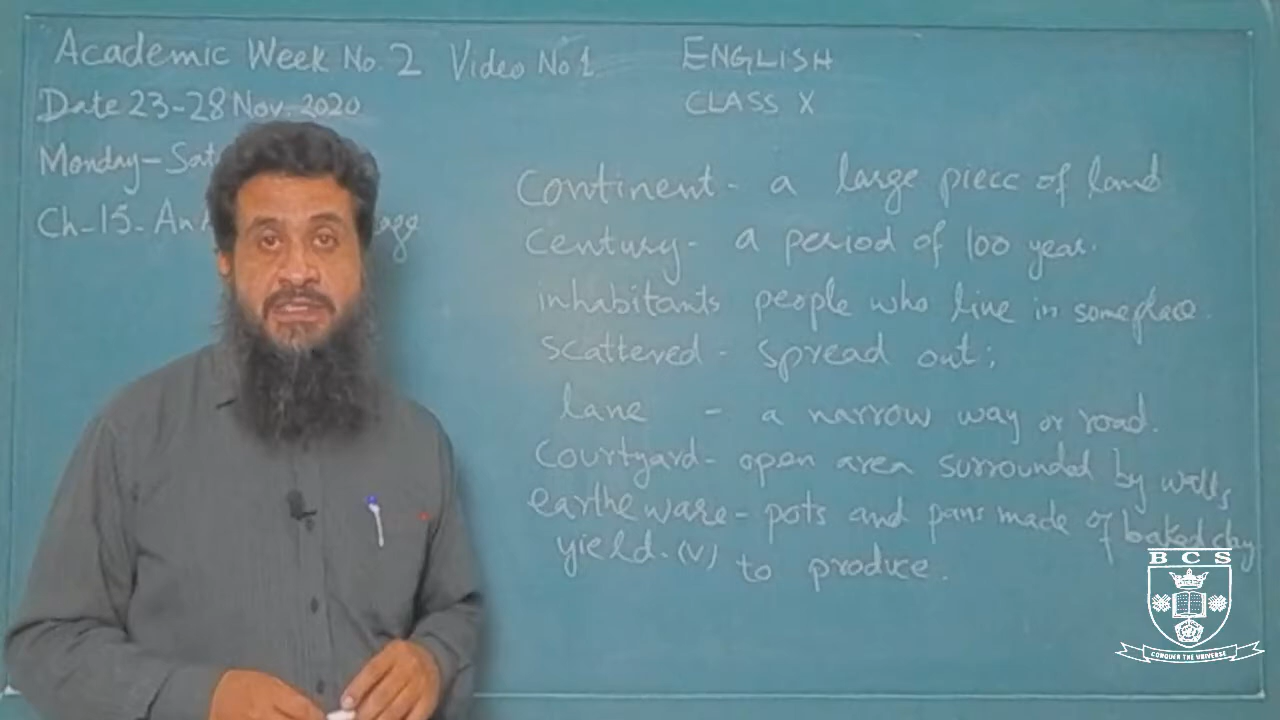 Academic Week No. 2 Video No 1
ENGLISH
Date 23-28 Nov. 2020
CLASS X
Monday- Sat
Ch-15. An
Continent - a large piece of land
Century - a period of 100 year.
inhabitants people who live in some place.
scattered - spread out;
lane - a narrow way or road.
Courtyard - open area surrounded by walls
eartheware - pots and pans made of baked clay
yield. (v) to produce.
BCS
CONQUER THE UNIVERSE